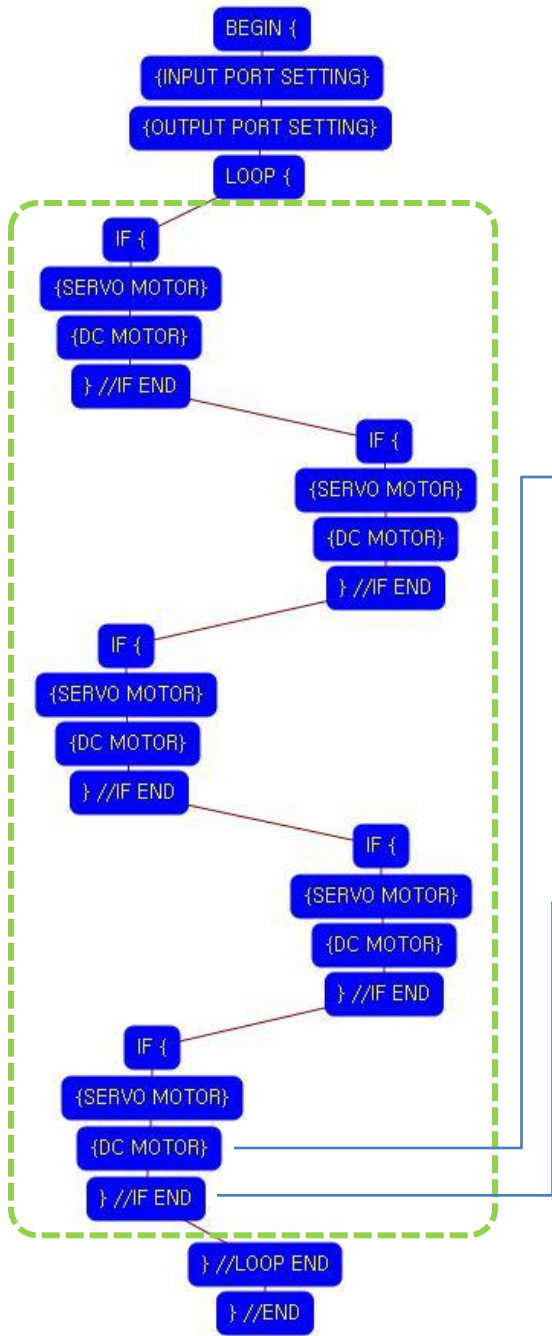 BEGIN {
{INPUT PORT SETTING}
{OUTPUT PORT SETTING}
LOOP {
IF {
{SERVO MOTOR}
{DC MOTOR}
} //IF END
IF {
{SERVO MOTOR}
{DC MOTOR}
} //IF END
IF {
{SERVO MOTOR}
{DC MOTOR}
} //IF END
IF {
{SERVO MOTOR}
{DC MOTOR}
} //IF END
IF {
{SERVO MOTOR}
{DC MOTOR}
} //IF END
} //LOOP END
} //END